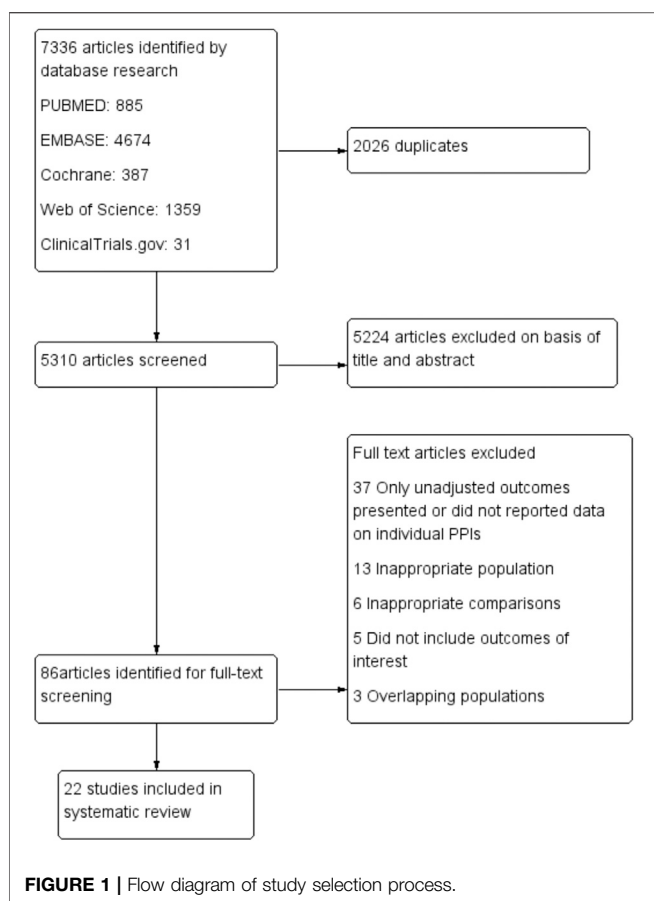 7336 articles identified by
database research
PUBMED: 885
EMBASE: 4674
Cochrane: 387
Web of Science: 1359
ClinicalTrials.gov: 31
2026 duplicates
5310 articles screened
5224 articles excluded on basis of
title and abstract
Full text articles excluded
37 Only unadjusted outcomes
presented or did not reported data
on individual PPIs
13 Inappropriate population
6 Inappropriate comparisons
5 Did not include outcomes of
interest
3 Overlapping populations
86articles identified for full-text
screening
22 studies included in
systematic review
FIGURE 1 | Flow diagram of study selection process.